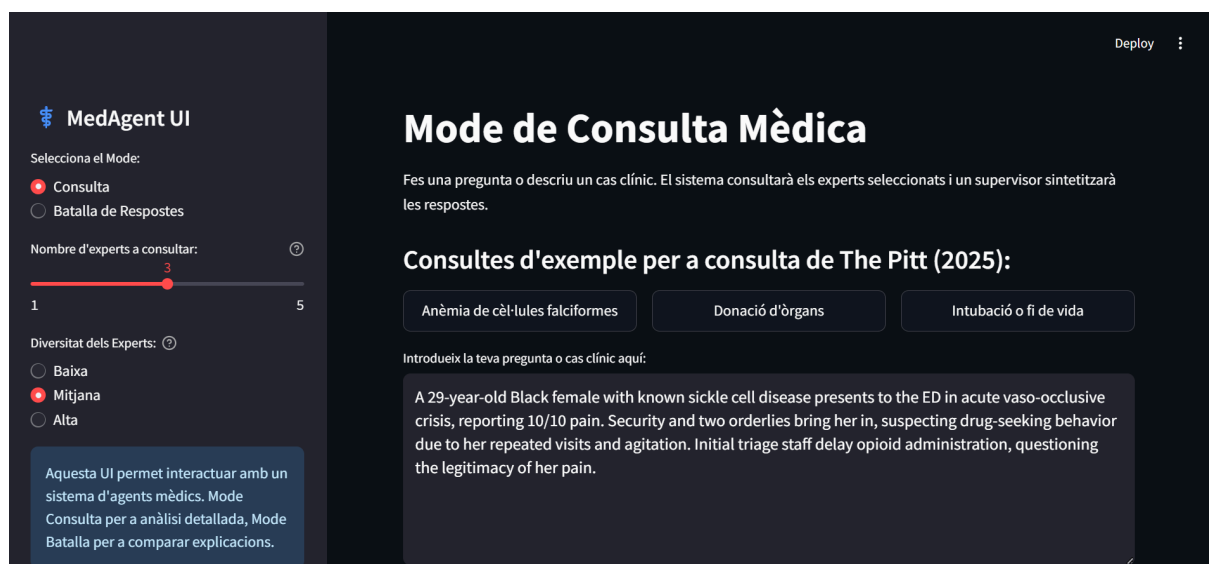 Deploy
MedAgent UI
Selecciona el Mode:
Consulta
Batalla de Respostes
Nombre d'experts a consultar:
3
1
5
Diversitat dels Experts:
Baixa
Mitjana
Alta
Aquesta UI permet interactuar amb un
sistema d'agents mèdics. Mode
Consulta per a anàlisi detallada, Mode
Batalla per a comparar explicacions.
Mode de Consulta Mèdica
Fes una pregunta o descriu un cas clínic. El sistema consultarà els experts seleccionats i un supervisor sintetitzarà
les respostes.
Consultes d'exemple per a consulta de The Pitt (2025):
Anèmia de cèl·lules falciformes
Donació d'òrgans
Intubació o fi de vida
Introdueix la teva pregunta o cas clínic aquí:
A 29-year-old Black female with known sickle cell disease presents to the ED in acute vaso-occlusive
crisis, reporting 10/10 pain. Security and two orderlies bring her in, suspecting drug-seeking behavior
due to her repeated visits and agitation. Initial triage staff delay opioid administration, questioning
the legitimacy of her pain.